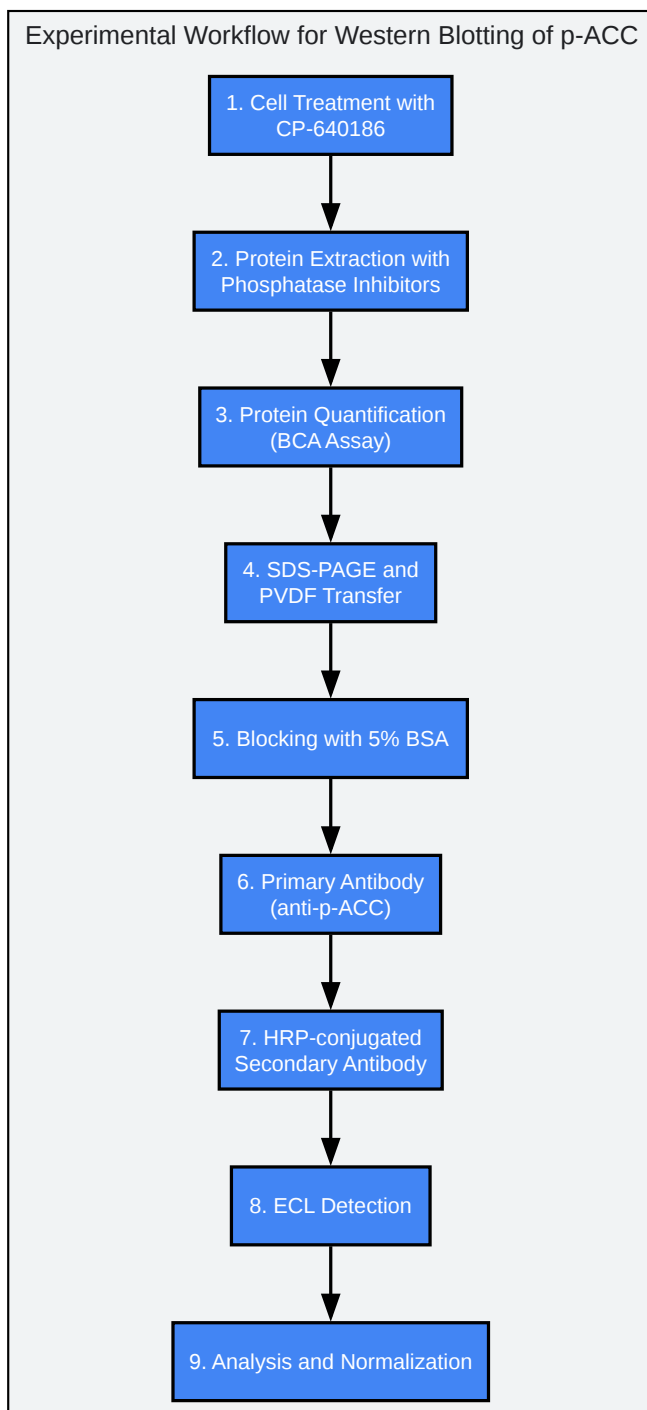 Experimental Workflow for Western Blotting of p-ACC
1. Cell Treatment with
CP-640186
2. Protein Extraction with
Phosphatase Inhibitors
3. Protein Quantification
(BCA Assay)
4. SDS-PAGE and
PVDF Transfer
5. Blocking with 5% BSA
6. Primary Antibody
(anti-p-ACC)
7. HRP-conjugated
Secondary Antibody
8. ECL Detection
9. Analysis and Normalization